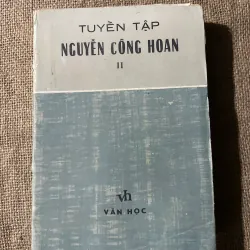 TUYỂN TẬP
NGUYỄN CÔNG HOAN
II
vh
VĂN HỌC